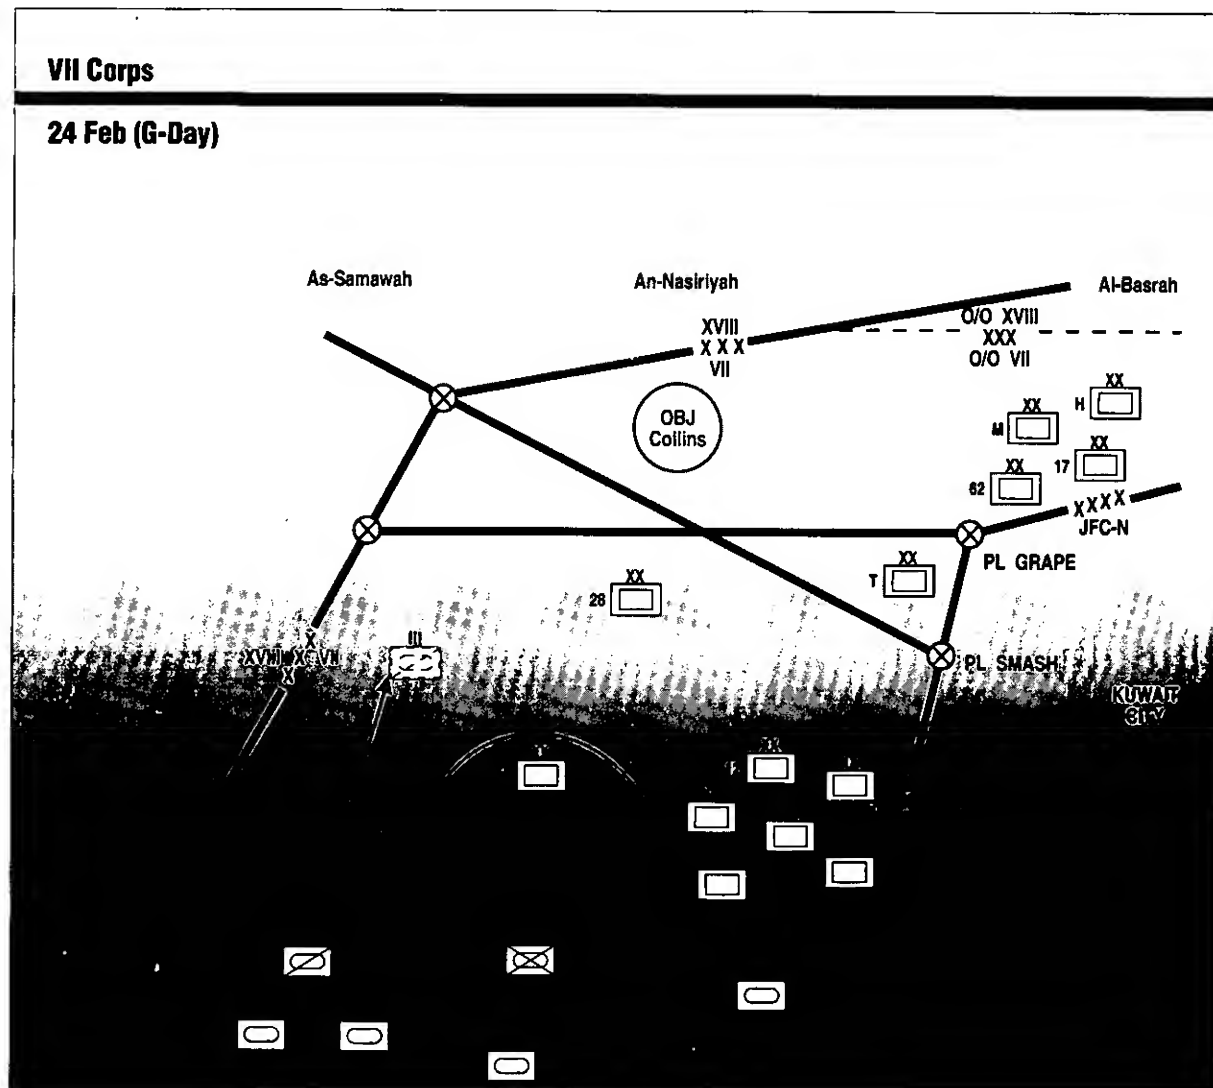 VII Corps
24 Feb (G-Day)
As-Samawah
An-Nasiriyah
Al-Basrah
XVIII
XXX
VII
O/O XVIII
XXX
O/O VII
OBJ
Collins
XX
H
XX
M
XX
17
XX
62
XXXX
JFC-N
PL GRAPE
XX
T
XX
28
III
X
XVIII X VII
X
PL SMASH
KUWAIT
CITY
XX